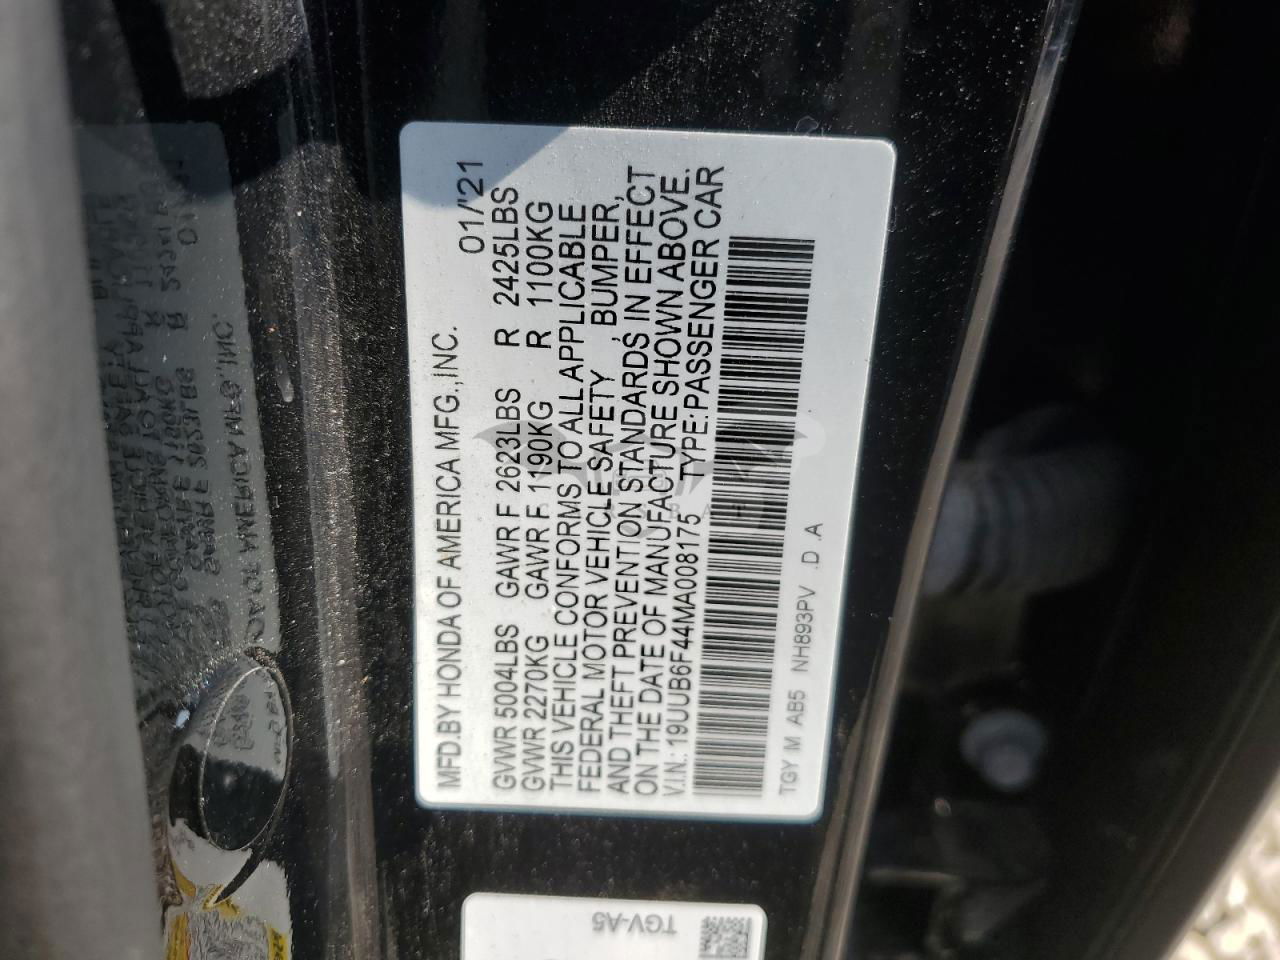 MFD.BY HONDA OF AMERICA MFG.,INC. 01/'21
GVWR 5004LBS GAWR F 2623LBS R 2425LBS
GVWR 2270KG GAWR F 1190KG R 1100KG
THIS VEHICLE CONFORMS TO ALL APPLICABLE
FEDERAL MOTOR VEHICLE SAFETY , BUMPER,
AND THEFT PREVENTION STANDARDS, IN EFFECT
ON THE DATE OF MANUFACTURE SHOWN ABOVE.
V.I.N.: 19UUB6F44MA008175 TYPE:PASSENGER CAR
TGY M AB5 NH893PV .D .A
TGV-A5